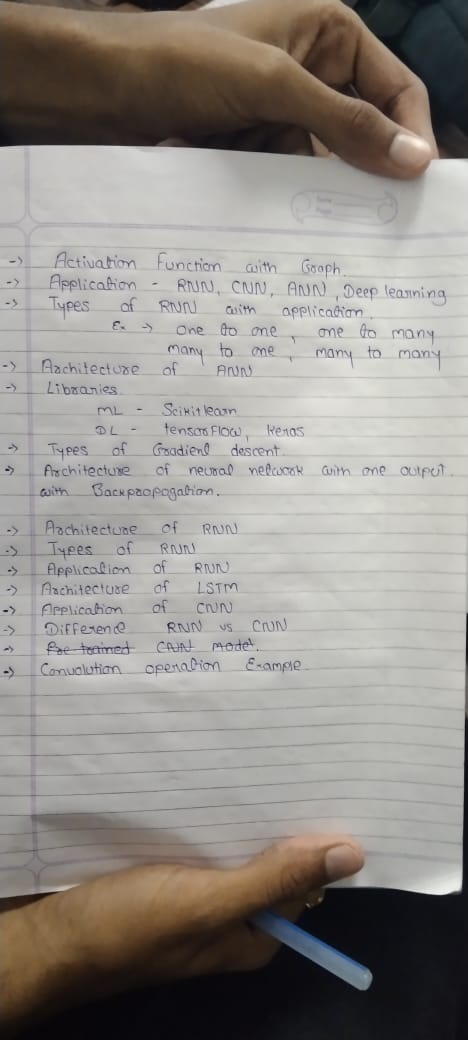 -> Activation Function with Graph.
-> Application - RNN, CNN, ANN, Deep learning
-> Types of RNN with application.
Ex -> one to one, one to many
many to one, many to many
-> Architecture of ANN
-> Libraries
ML - Scikitlearn
DL - tensorflow, Keras
-> Types of Gradient descent.
-> Architecture of neural network with one output.
with Backpropogation.
-> Architecture of RNN
-> Types of RNN
-> Application of RNN
-> Architecture of LSTM
-> Application of CNN
-> Difference RNN vs CNN
-> Pre trained CNN model.
-> Convolution operation Example.